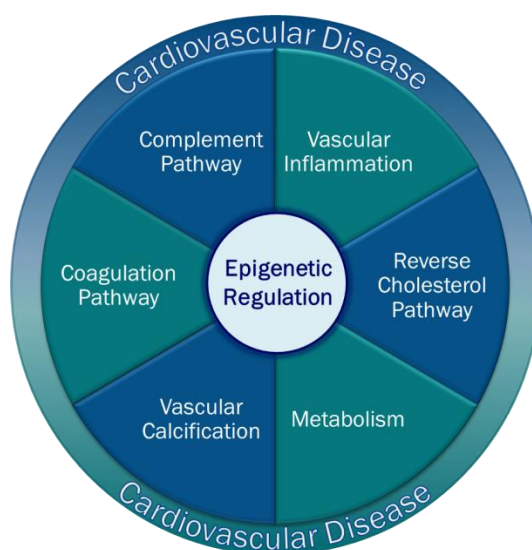 Cardiovascular Disease
Complement
Pathway
Vascular
Inflammation
Coagulation
Pathway
Epigenetic
Regulation
Reverse
Cholesterol
Pathway
Vascular
Calcification
Metabolism
Cardiovascular Disease